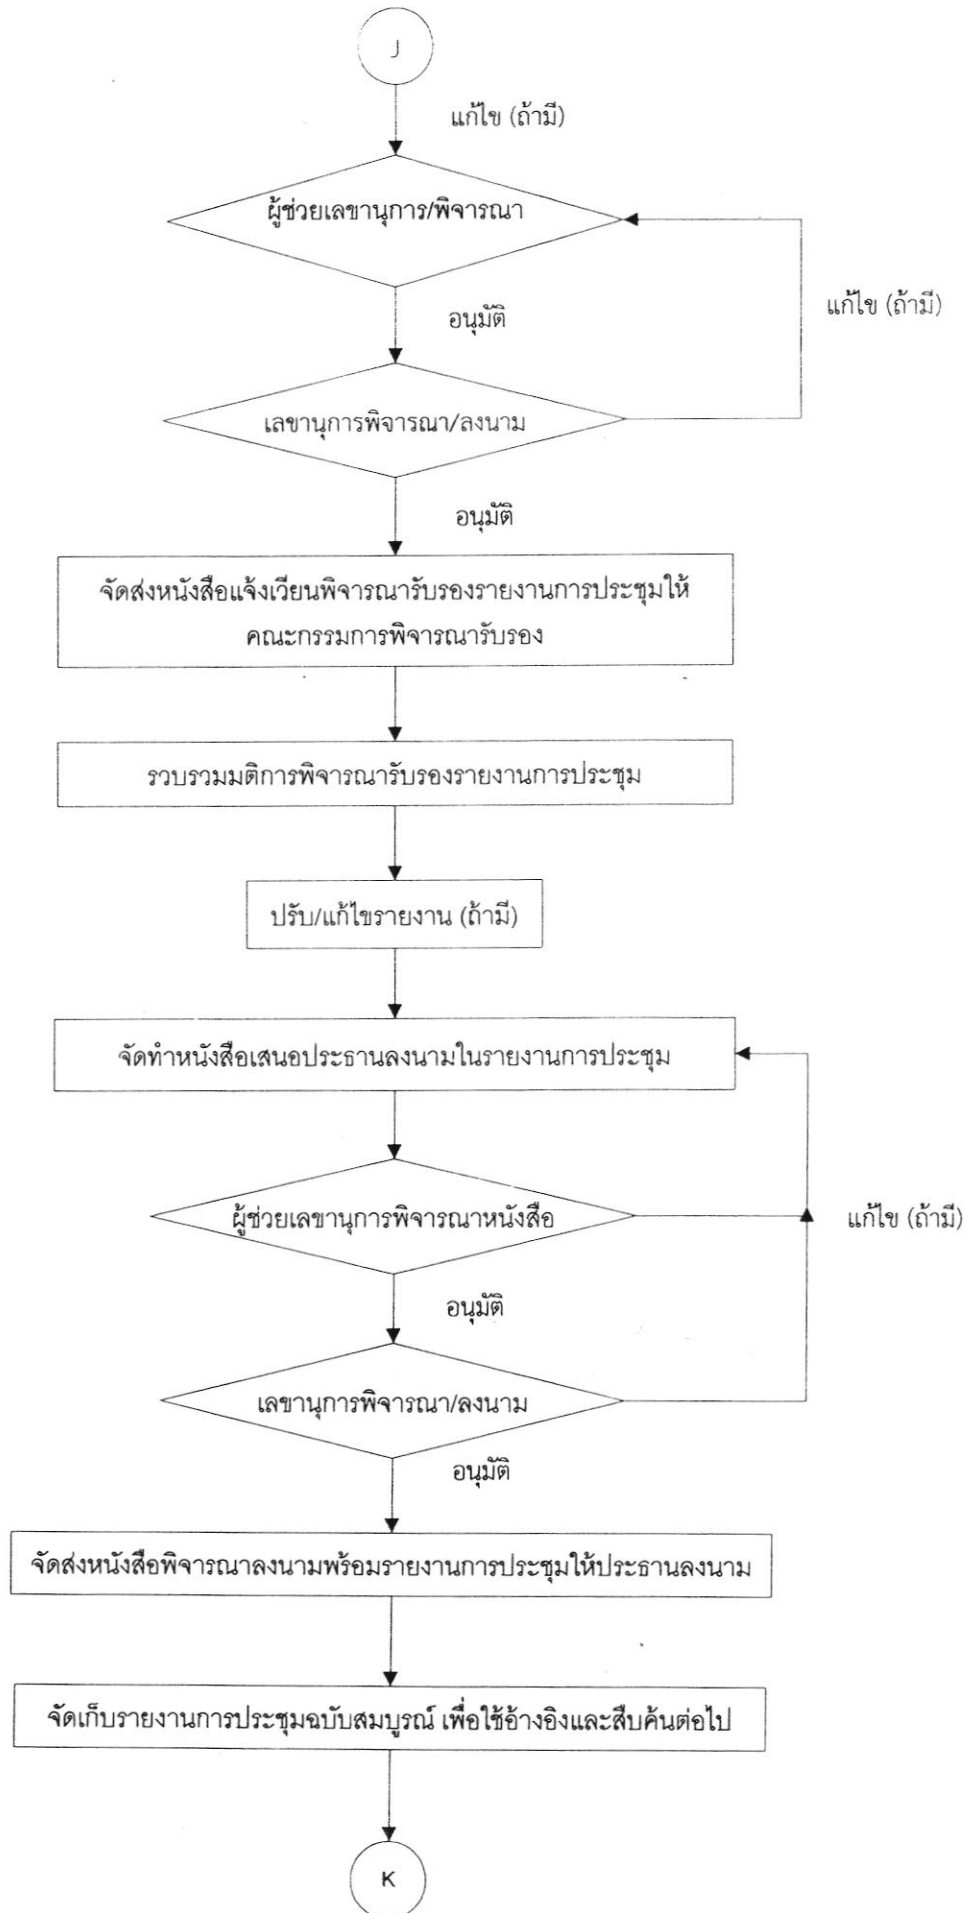 J
แก้ไข (ถ้ามี)
ผู้ช่วยเลขานุการ/พิจารณา
แก้ไข (ถ้ามี)
อนุมัติ
เลขานุการพิจารณา/ลงนาม
อนุมัติ
จัดส่งหนังสือแจ้งเวียนพิจารณารับรองรายงานการประชุมให้
คณะกรรมการพิจารณารับรอง
รวบรวมมติการพิจารณารับรองรายงานการประชุม
ปรับ/แก้ไขรายงาน (ถ้ามี)
จัดทำหนังสือเสนอประธานลงนามในรายงานการประชุม
ผู้ช่วยเลขานุการพิจารณาหนังสือ
แก้ไข (ถ้ามี)
อนุมัติ
เลขานุการพิจารณา/ลงนาม
อนุมัติ
จัดส่งหนังสือพิจารณาลงนามพร้อมรายงานการประชุมให้ประธานลงนาม
จัดเก็บรายงานการประชุมฉบับสมบูรณ์ เพื่อใช้อ้างอิงและสืบค้นต่อไป
K